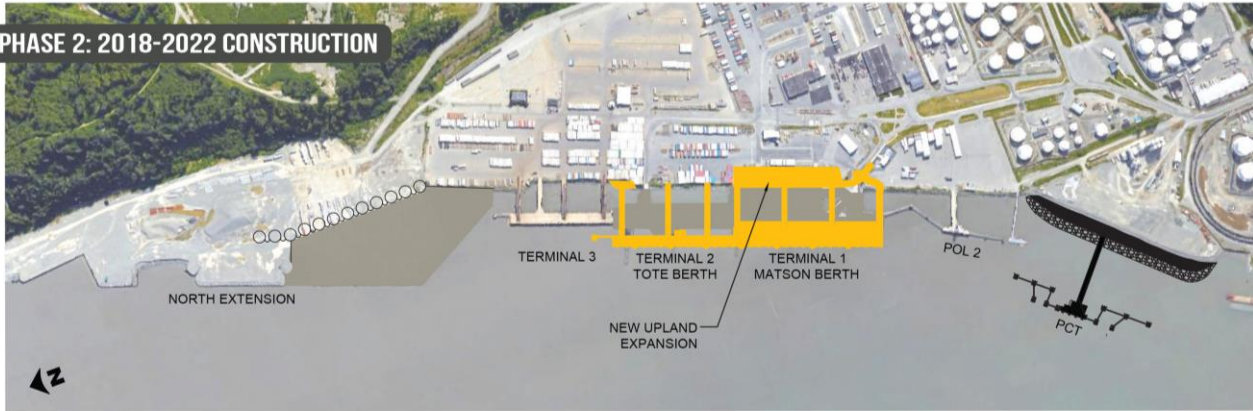 PHASE 2: 2018-2022 CONSTRUCTION
NORTH EXTENSION
TERMINAL 3
TERMINAL 2
TOTE BERTH
TERMINAL 1
MATSON BERTH
POL 2
PCT
NEW UPLAND
EXPANSION
N